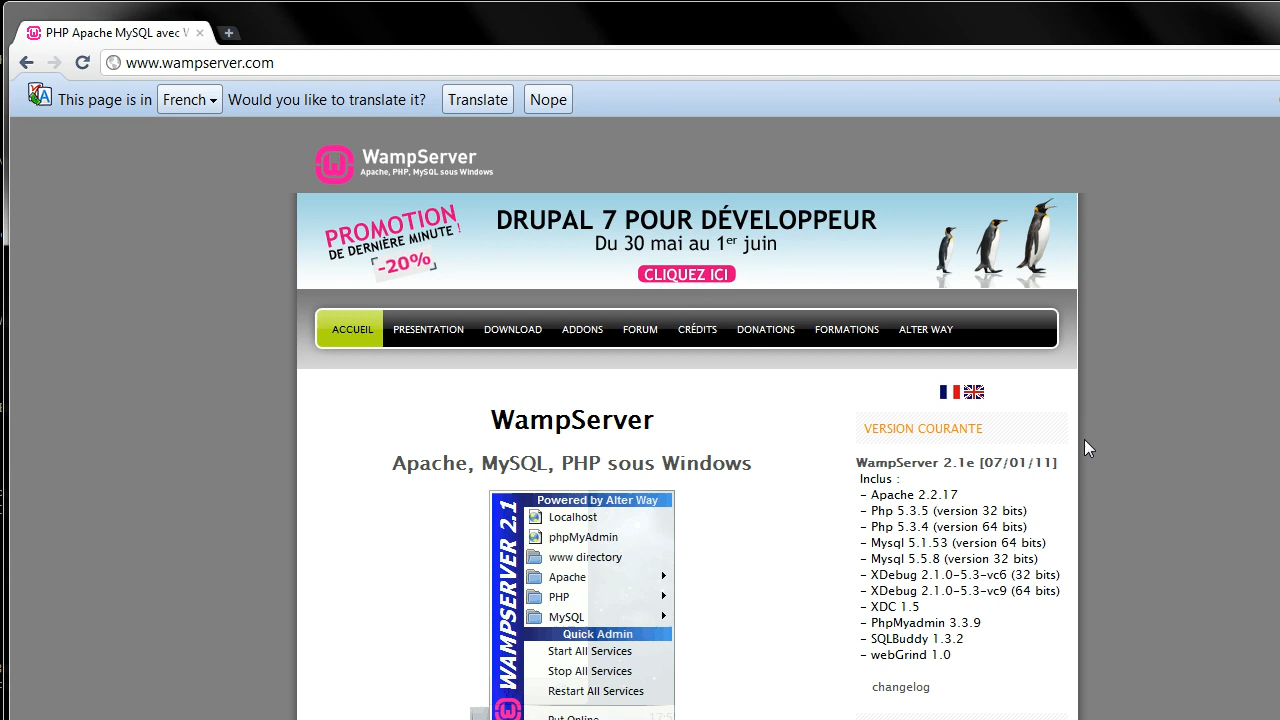 PHP Apache MySQL avec
www.wampserver.com
This page is in French Would you like to translate it? Translate Nope
WampServer
Apache, PHP, MySQL sous Windows
PROMOTION
DE DERNIÈRE MINUTE !
-20%
DRUPAL 7 POUR DÉVELOPPEUR
Du 30 mai au 1er juin
CLIQUEZ ICI
ACCUEIL PRESENTATION DOWNLOAD ADDONS FORUM CRÉDITS DONATIONS FORMATIONS ALTER WAY
WampServer
Apache, MySQL, PHP sous Windows
WAMPSERVER 2.1
Powered by Alter Way
Localhost
phpMyAdmin
www directory
Apache
PHP
MySQL
Quick Admin
Start All Services
Stop All Services
Restart All Services
Put Online
VERSION COURANTE
WampServer 2.1e [07/01/11]
Inclus :
- Apache 2.2.17
- Php 5.3.5 (version 32 bits)
- Php 5.3.4 (version 64 bits)
- Mysql 5.1.53 (version 64 bits)
- Mysql 5.5.8 (version 32 bits)
- XDebug 2.1.0-5.3-vc6 (32 bits)
- XDebug 2.1.0-5.3-vc9 (64 bits)
- XDC 1.5
- PhpMyadmin 3.3.9
- SQLBuddy 1.3.2
- webGrind 1.0
changelog